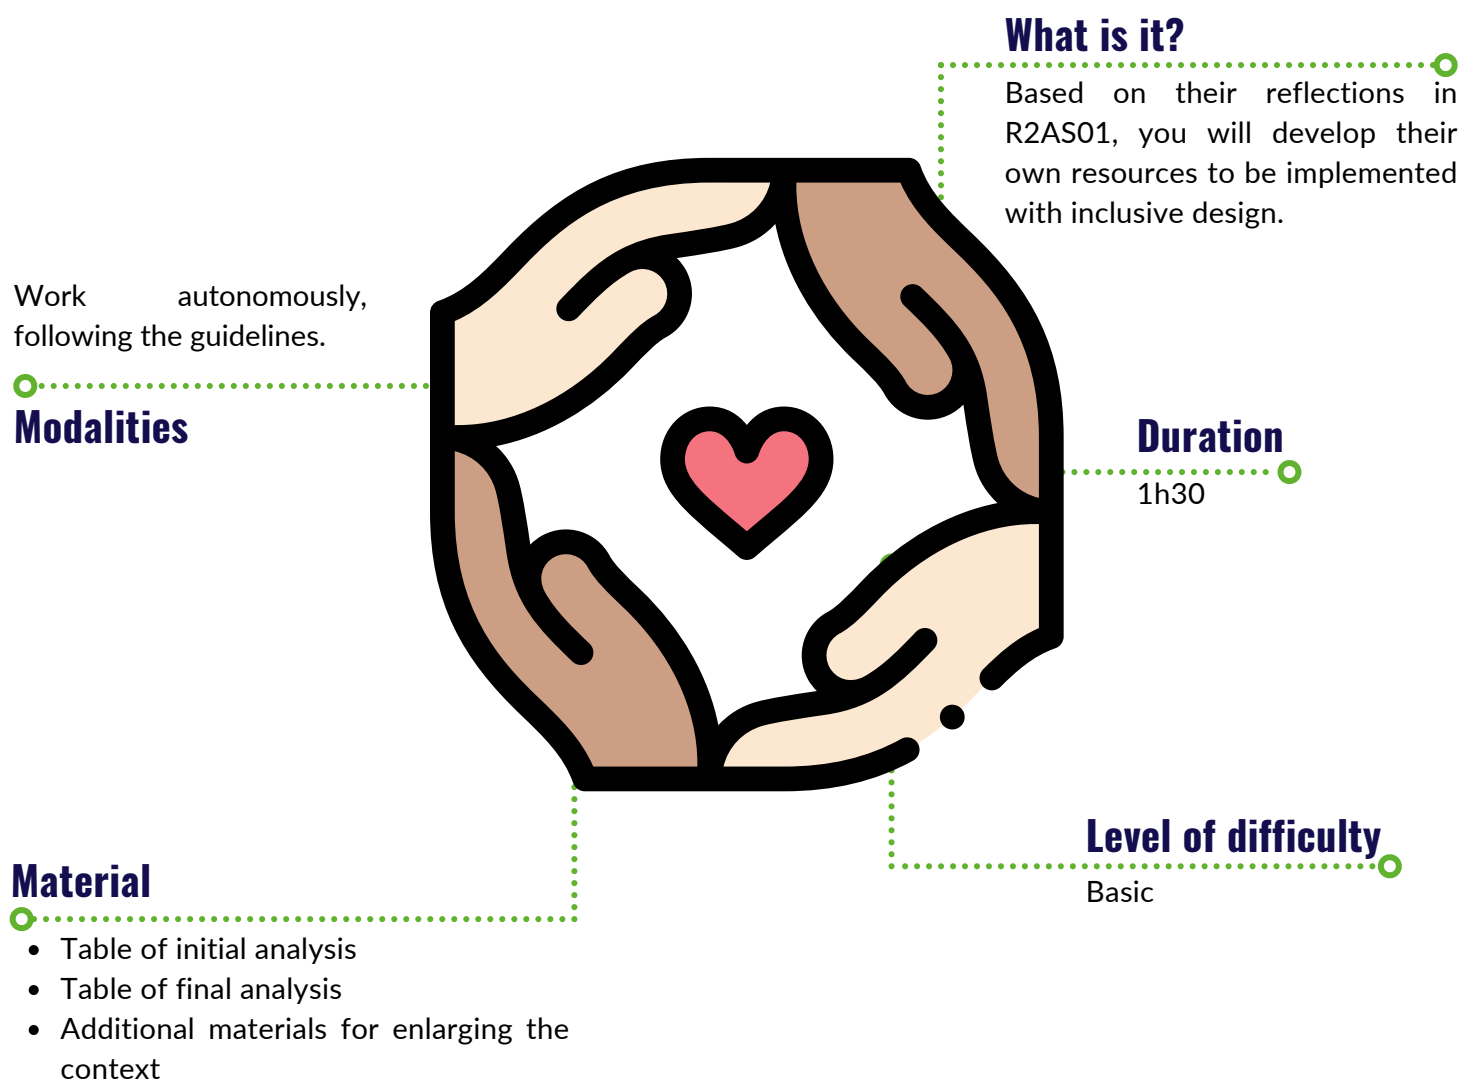 What is it?
Based on their reflections in
R2AS01, you will develop their
own resources to be implemented
with inclusive design.
Work autonomously,
following the guidelines.
Modalities
Duration
1h30
Level of difficulty
Basic
Material
• Table of initial analysis
• Table of final analysis
• Additional materials for enlarging the
context